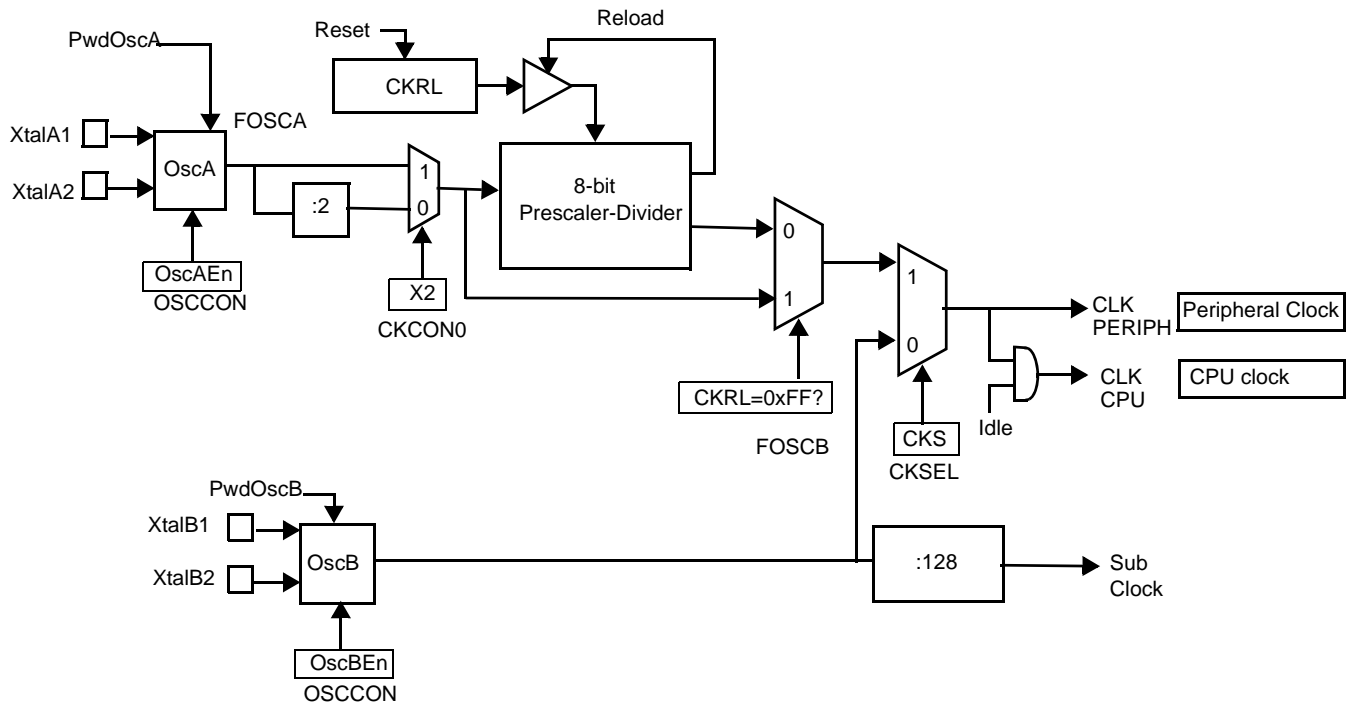 Reload
Reset
PwdOscA
CKRL
FOSCA
XtalA1
OscA
XtalA2
:2
1
0
8-bit
Prescaler-Divider
0
1
1
0
OscAEn
OSCCON
X2
CKCON0
CLK
PERIPH
Peripheral Clock
CLK
CPU
CPU clock
CKRL=0xFF?
Idle
FOSCB
CKS
CKSEL
PwdOscB
XtalB1
OscB
XtalB2
:128
Sub
Clock
OscBEn
OSCCON